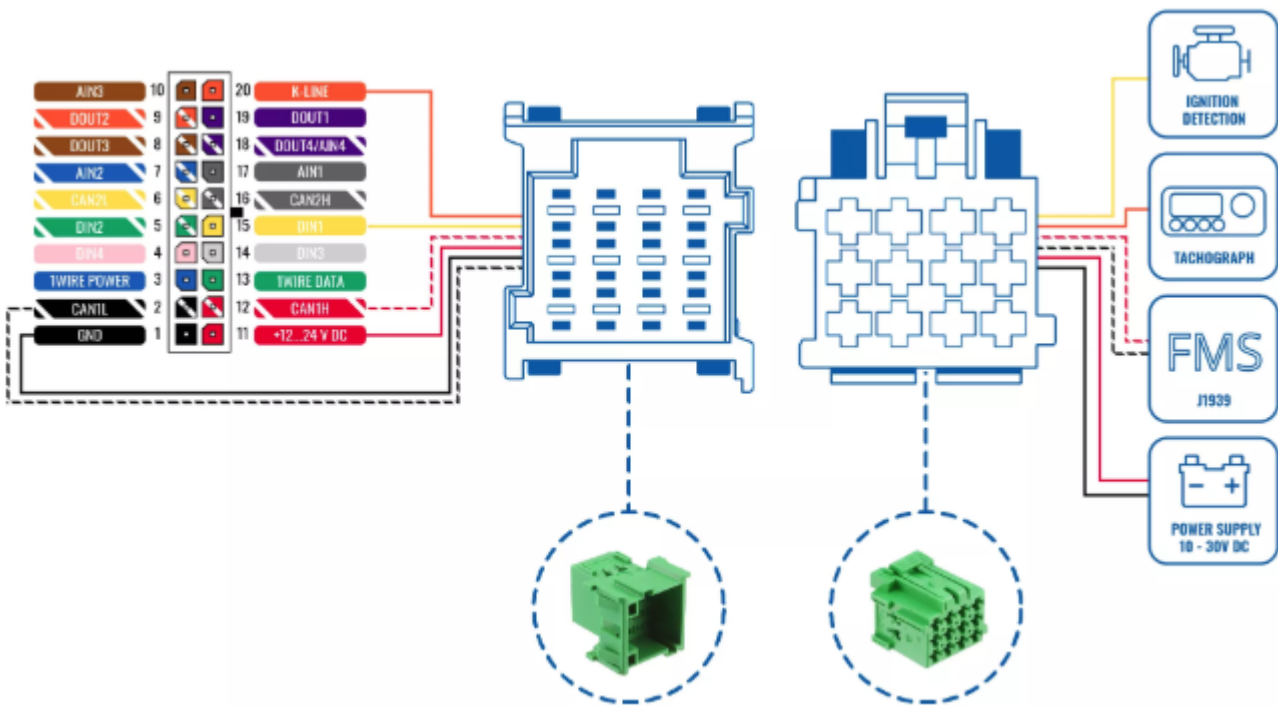 AIN3 10 20 K-LINE
DOUT2 9 19 DOUT1
DOUT3 8 18 DOUT4/AIN4
AIN2 7 17 AIN1
CAN2L 6 16 CAN2H
DIN2 5 15 DIN1
DIN4 4 14 DIN3
1WIRE POWER 3 13 1WIRE DATA
CAN1L 2 12 CAN1H
GND 1 11 +12...24 V DC
IGNITION
DETECTION
TACHOGRAPH
FMS
J1939
POWER SUPPLY
10 - 30V DC